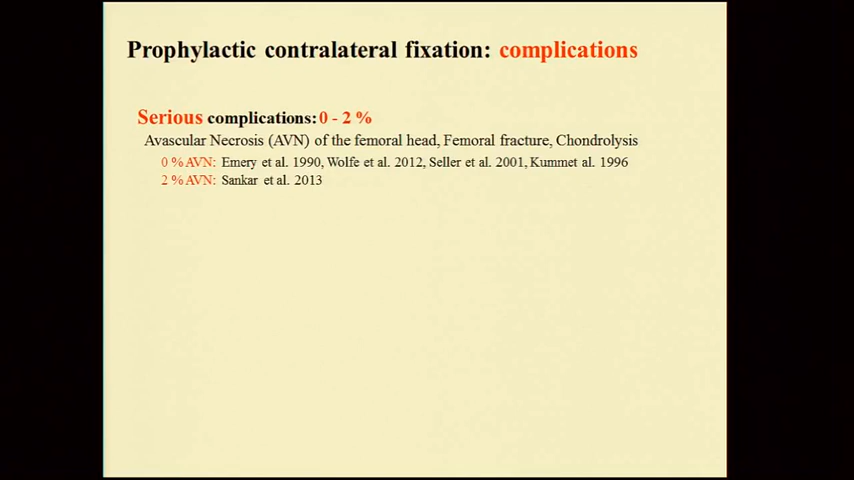 Prophylactic contralateral fixation: complications
Serious complications: 0 - 2 %
Avascular Necrosis (AVN) of the femoral head, Femoral fracture, Chondrolysis
0 % AVN: Emery et al. 1990, Wolfe et al. 2012, Seller et al. 2001, Kummet al. 1996
2 % AVN: Sankar et al. 2013